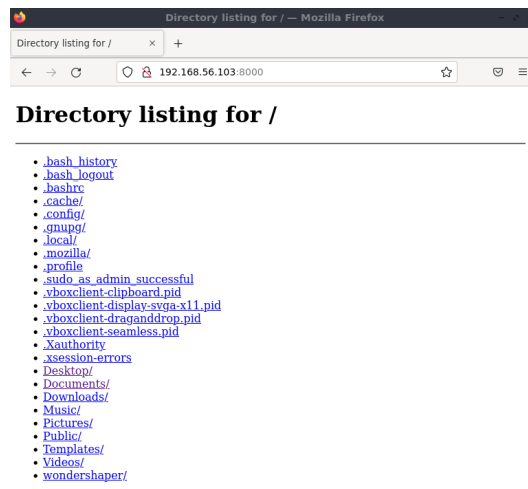 Directory listing for / — Mozilla Firefox
Directory listing for /
192.168.56.103:8000
Directory listing for /
.bash_history
.bash_logout
.bashrc
.cache/
.config/
.gnupg/
.local/
.mozilla/
.profile
.sudo_as_admin_successful
.vboxclient-clipboard.pid
.vboxclient-display-svga-x11.pid
.vboxclient-draganddrop.pid
.vboxclient-seamless.pid
.Xauthority
.xsession-errors
Desktop/
Documents/
Downloads/
Music/
Pictures/
Public/
Templates/
Videos/
wondershaper/